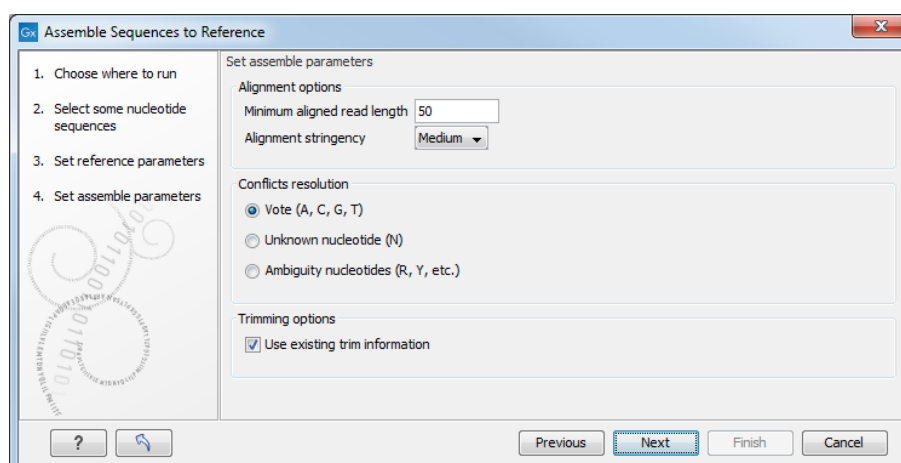 Gx Assemble Sequences to Reference
1. Choose where to run
2. Select some nucleotide
sequences
3. Set reference parameters
4. Set assemble parameters
Set assemble parameters
Alignment options
Minimum aligned read length 50
Alignment stringency Medium
Conflicts resolution
Vote (A, C, G, T)
Unknown nucleotide (N)
Ambiguity nucleotides (R, Y, etc.)
Trimming options
Use existing trim information
? Previous Next Finish Cancel